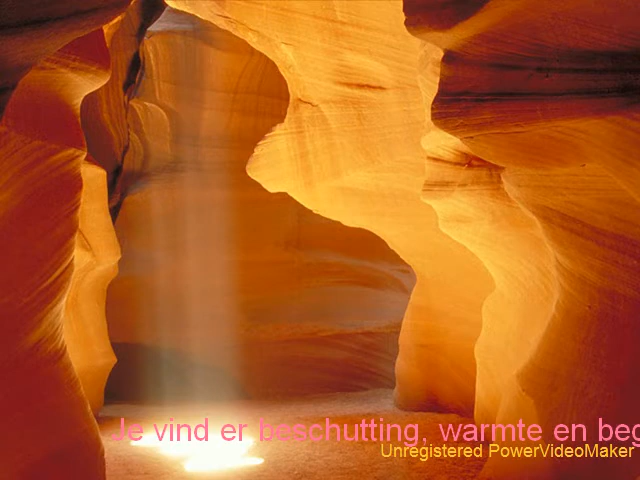 Je vind er beschutting, warmte en beg
Unregistered PowerVideoMaker